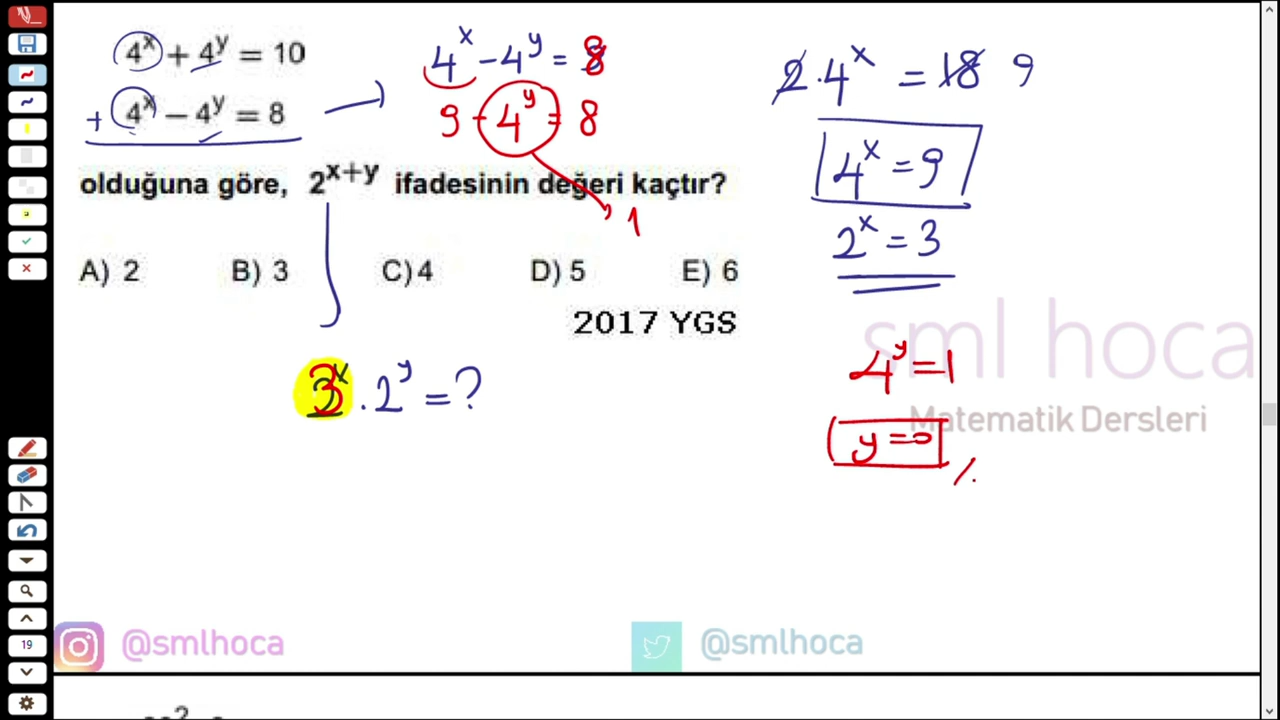 4^x + 4^y = 10
+ 4^x − 4^y = 8
olduğuna göre, 2^x+y ifadesinin değeri kaçtır?
A) 2 B) 3 C) 4 D) 5 E) 6
2017 YGS
4^x − 4^y = 8
9 − 4^y = 8
1
2·4^x = 18 9
4^x = 9
2^x = 3
4^y = 1
y = 0
3 . 2^y = ?
sml hoca
Matematik Dersleri
@smlhoca
@smlhoca
19